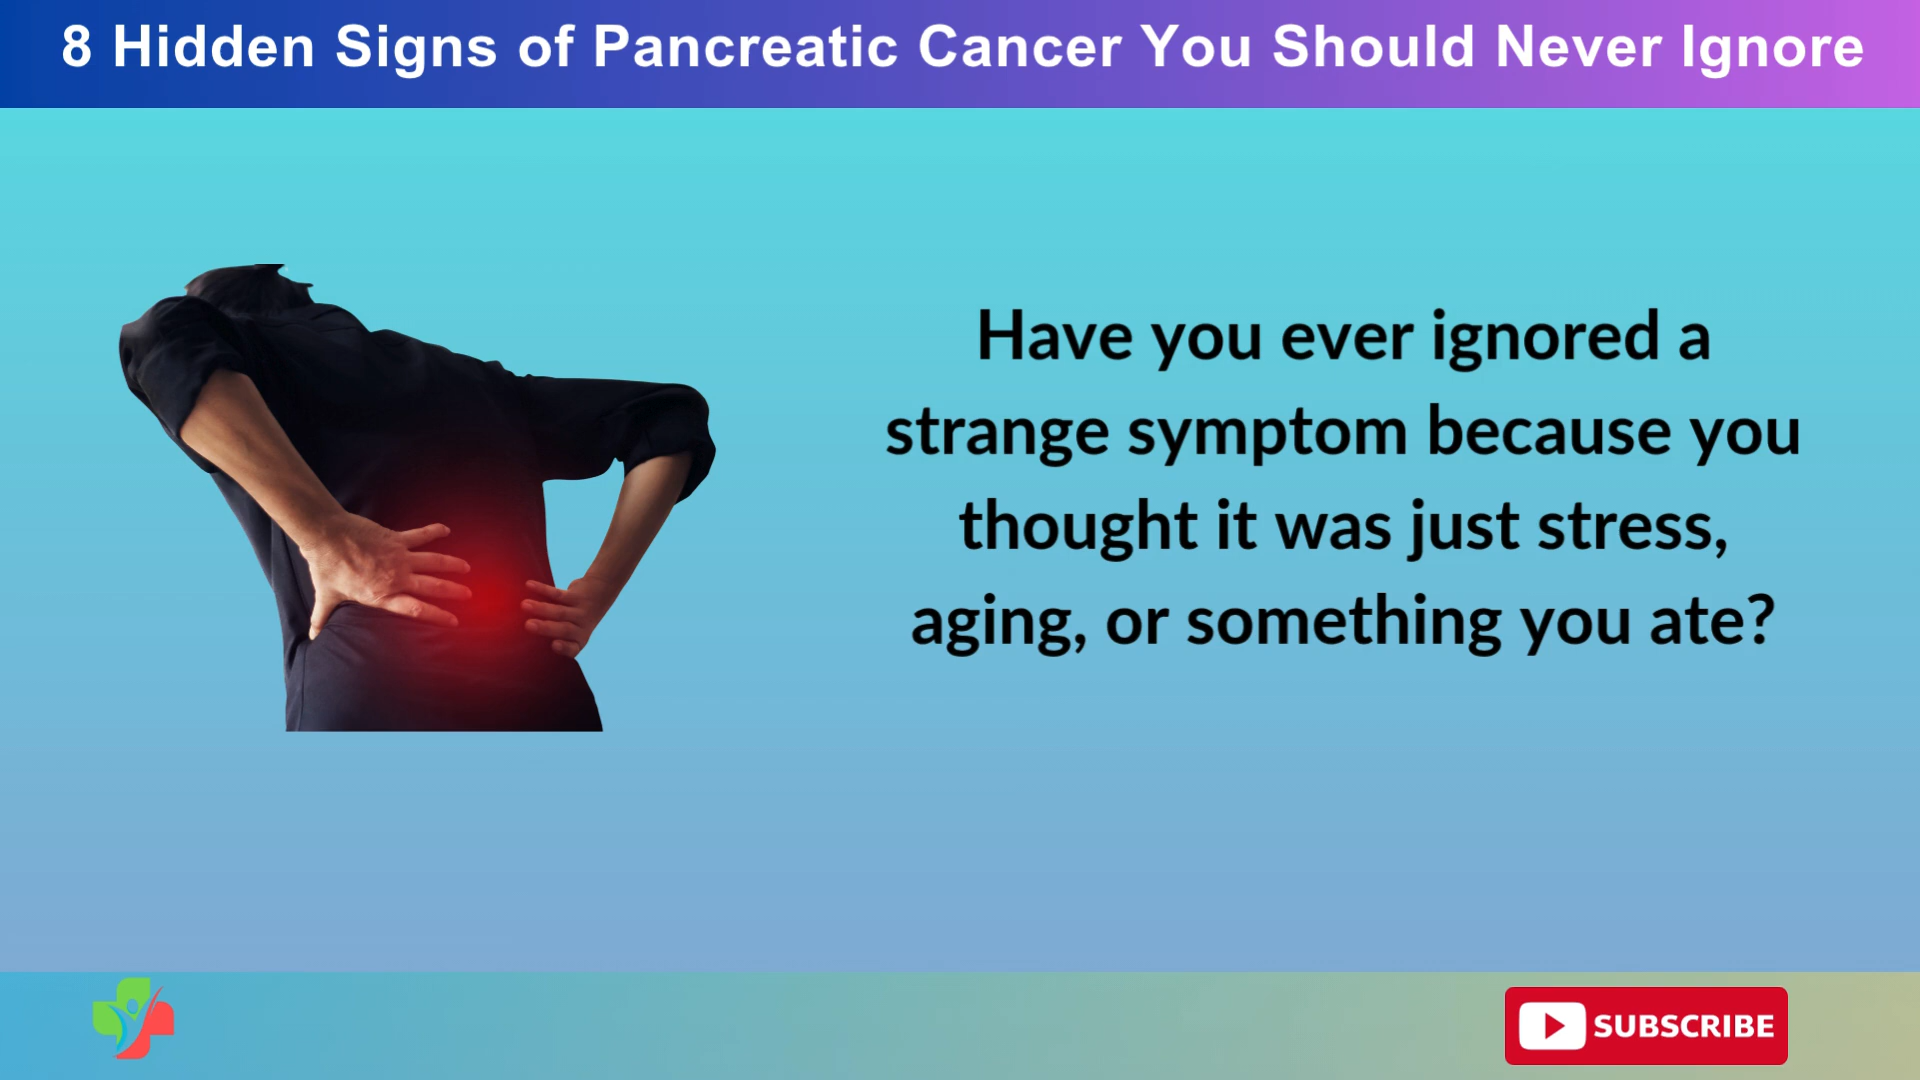 8 Hidden Signs of Pancreatic Cancer You Should Never Ignore
Have you ever ignored a
strange symptom because you
thought it was just stress,
aging, or something you ate?
SUBSCRIBE